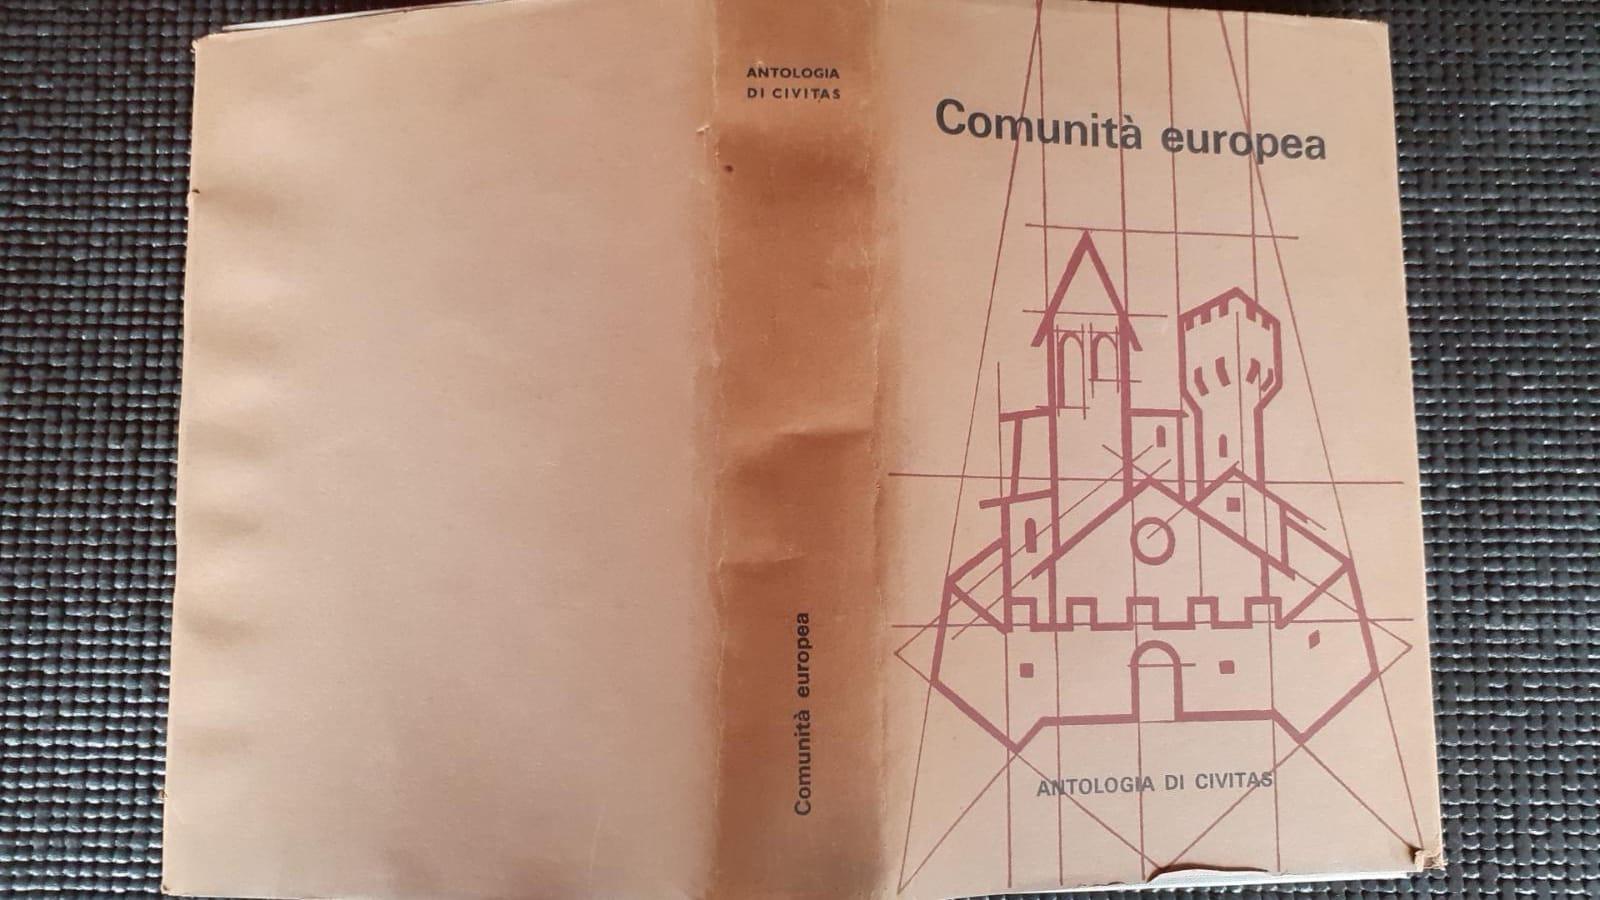 ANTOLOGIA
DI CIVITAS
Comunità europea
Comunità europea
ANTOLOGIA DI CIVITAS